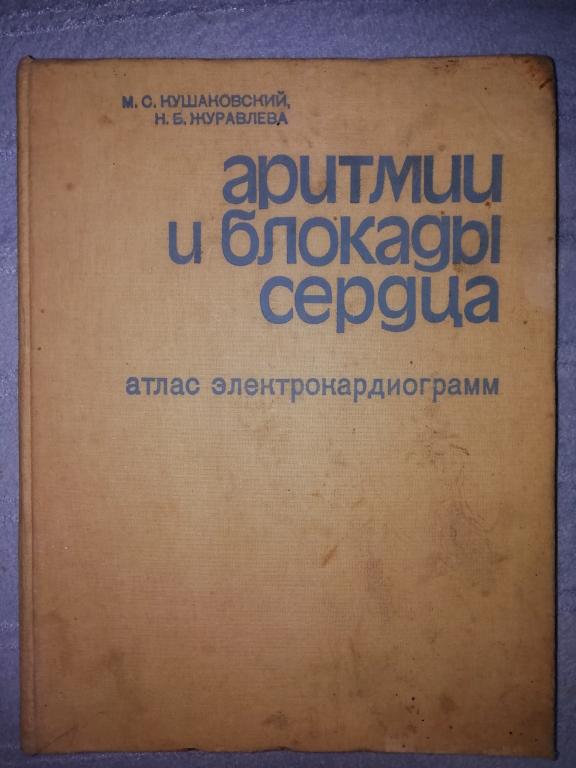 М. С. КУШАКОВСКИЙ,
Н. Б. ЖУРАВЛЕВА
аритмии
и блокады
сердца
атлас электрокардиограмм